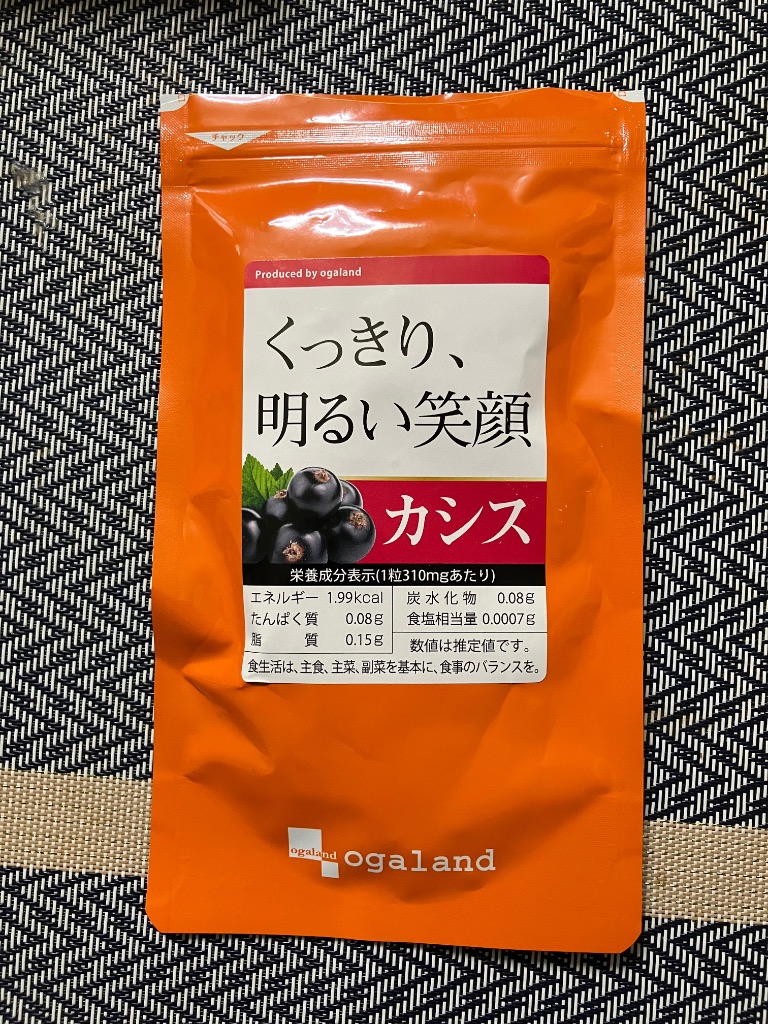 チャック
Produced by ogaland
くっきり、
明るい笑顔
カシス
栄養成分表示(1粒310mgあたり)
エネルギー 1.99kcal
たんぱく質 0.08g
脂質 0.15g
炭水化物 0.08g
食塩相当量 0.0007g
数値は推定値です。
食生活は、主食、主菜、副菜を基本に、食事のバランスを。
ogaland
ogaland